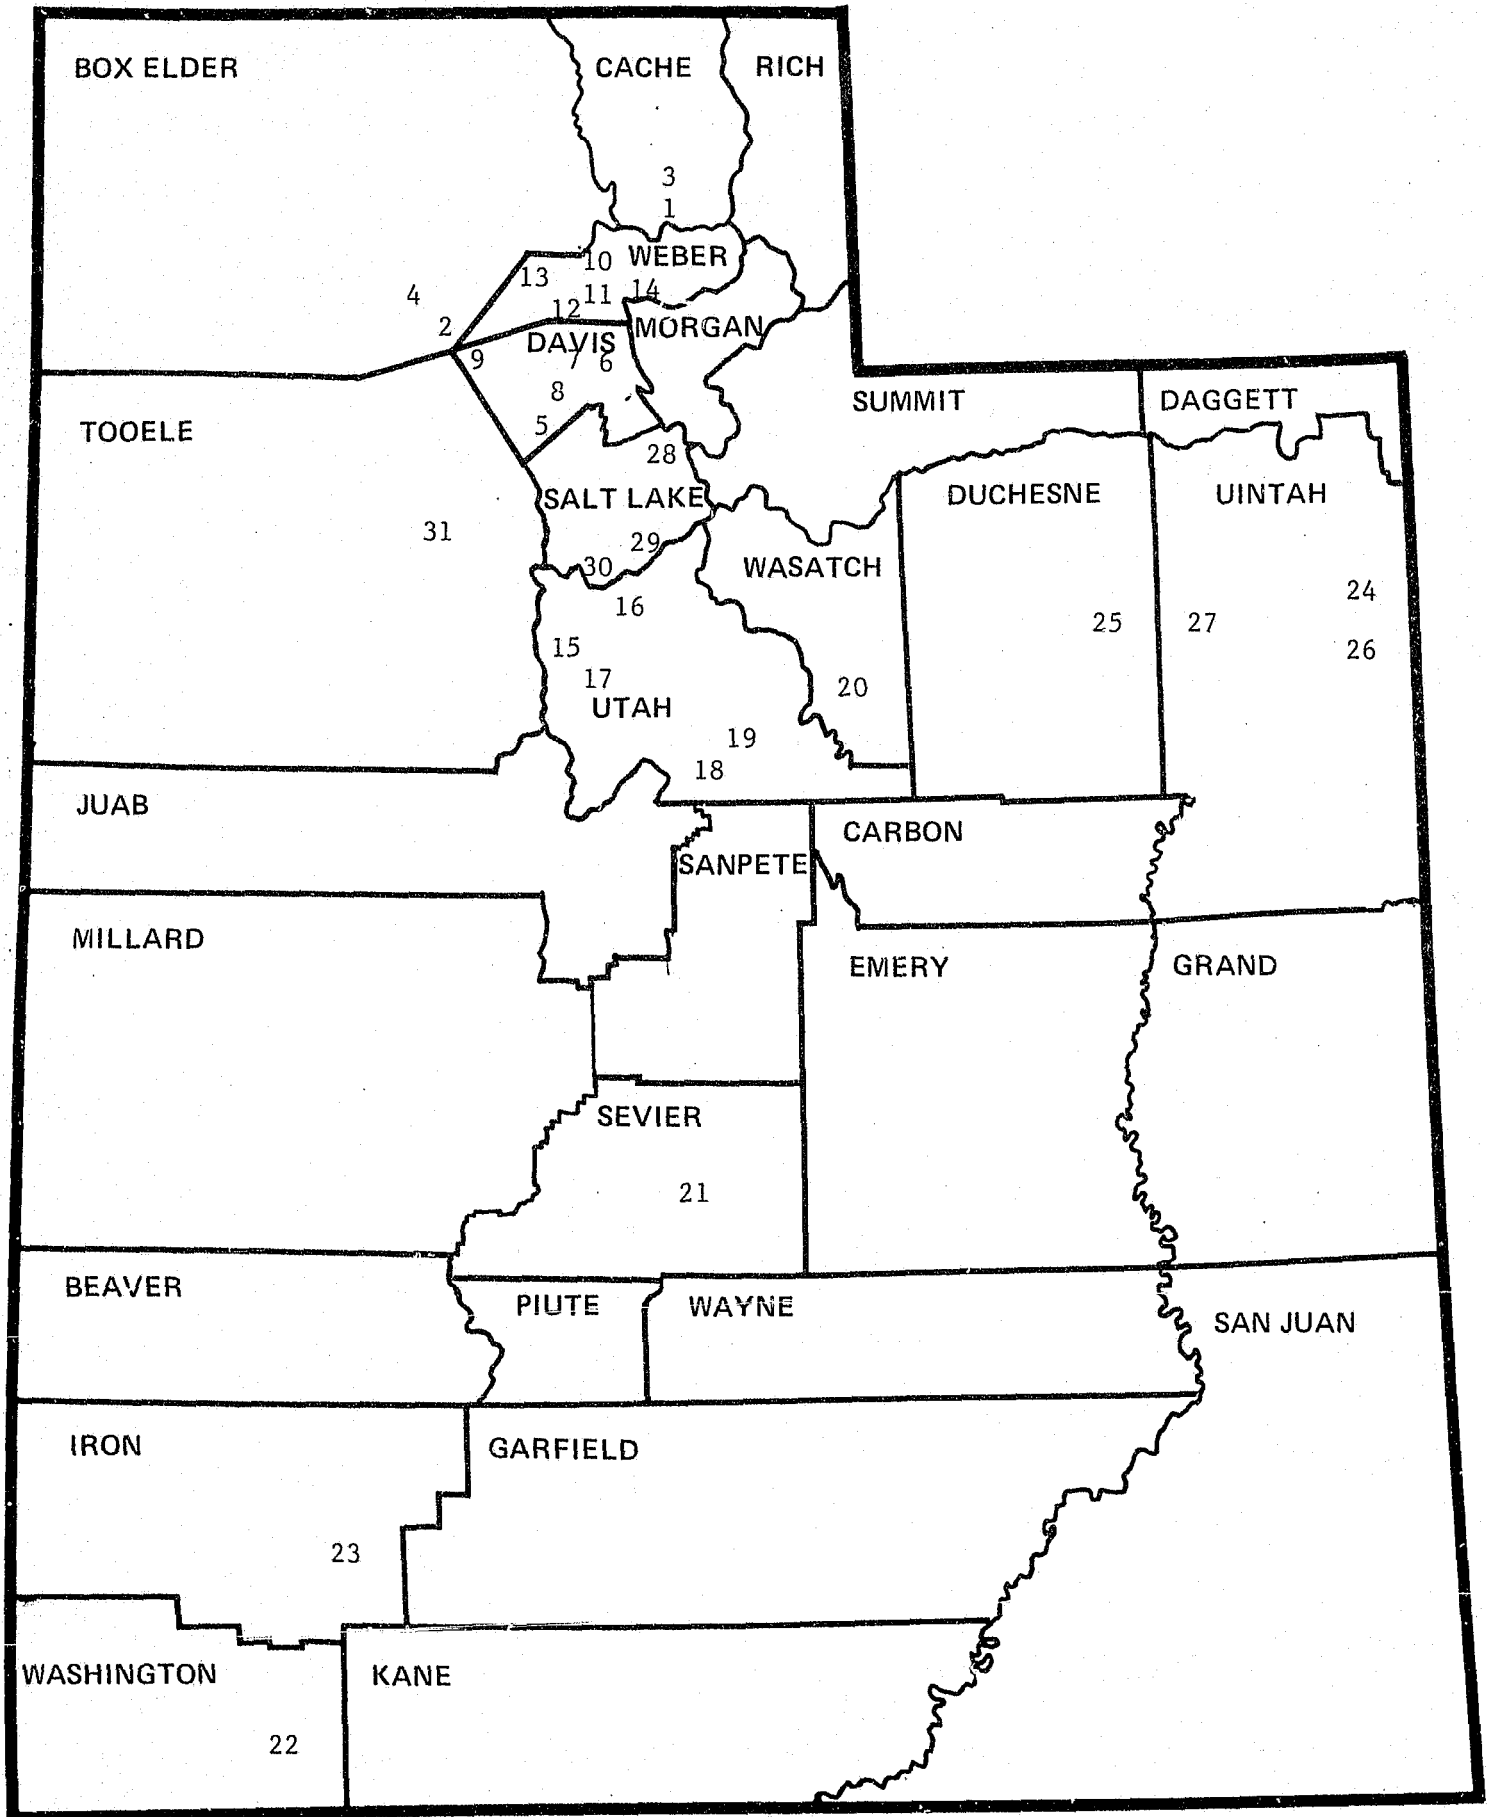 BOX ELDER
CACHE
RICH
3
1
WEBER
10
13
4
11
14
12
2
MORGAN
DAVIS
9
7
6
8
SUMMIT
DAGGETT
5
TOOELE
28
SALT LAKE
DUCHESNE
UINTAH
31
29
30
WASATCH
24
16
25
27
15
26
17
20
UTAH
19
18
JUAB
CARBON
SANPETE
MILLARD
EMERY
GRAND
SEVIER
21
BEAVER
PIUTE
WAYNE
SAN JUAN
IRON
GARFIELD
23
WASHINGTON
KANE
22